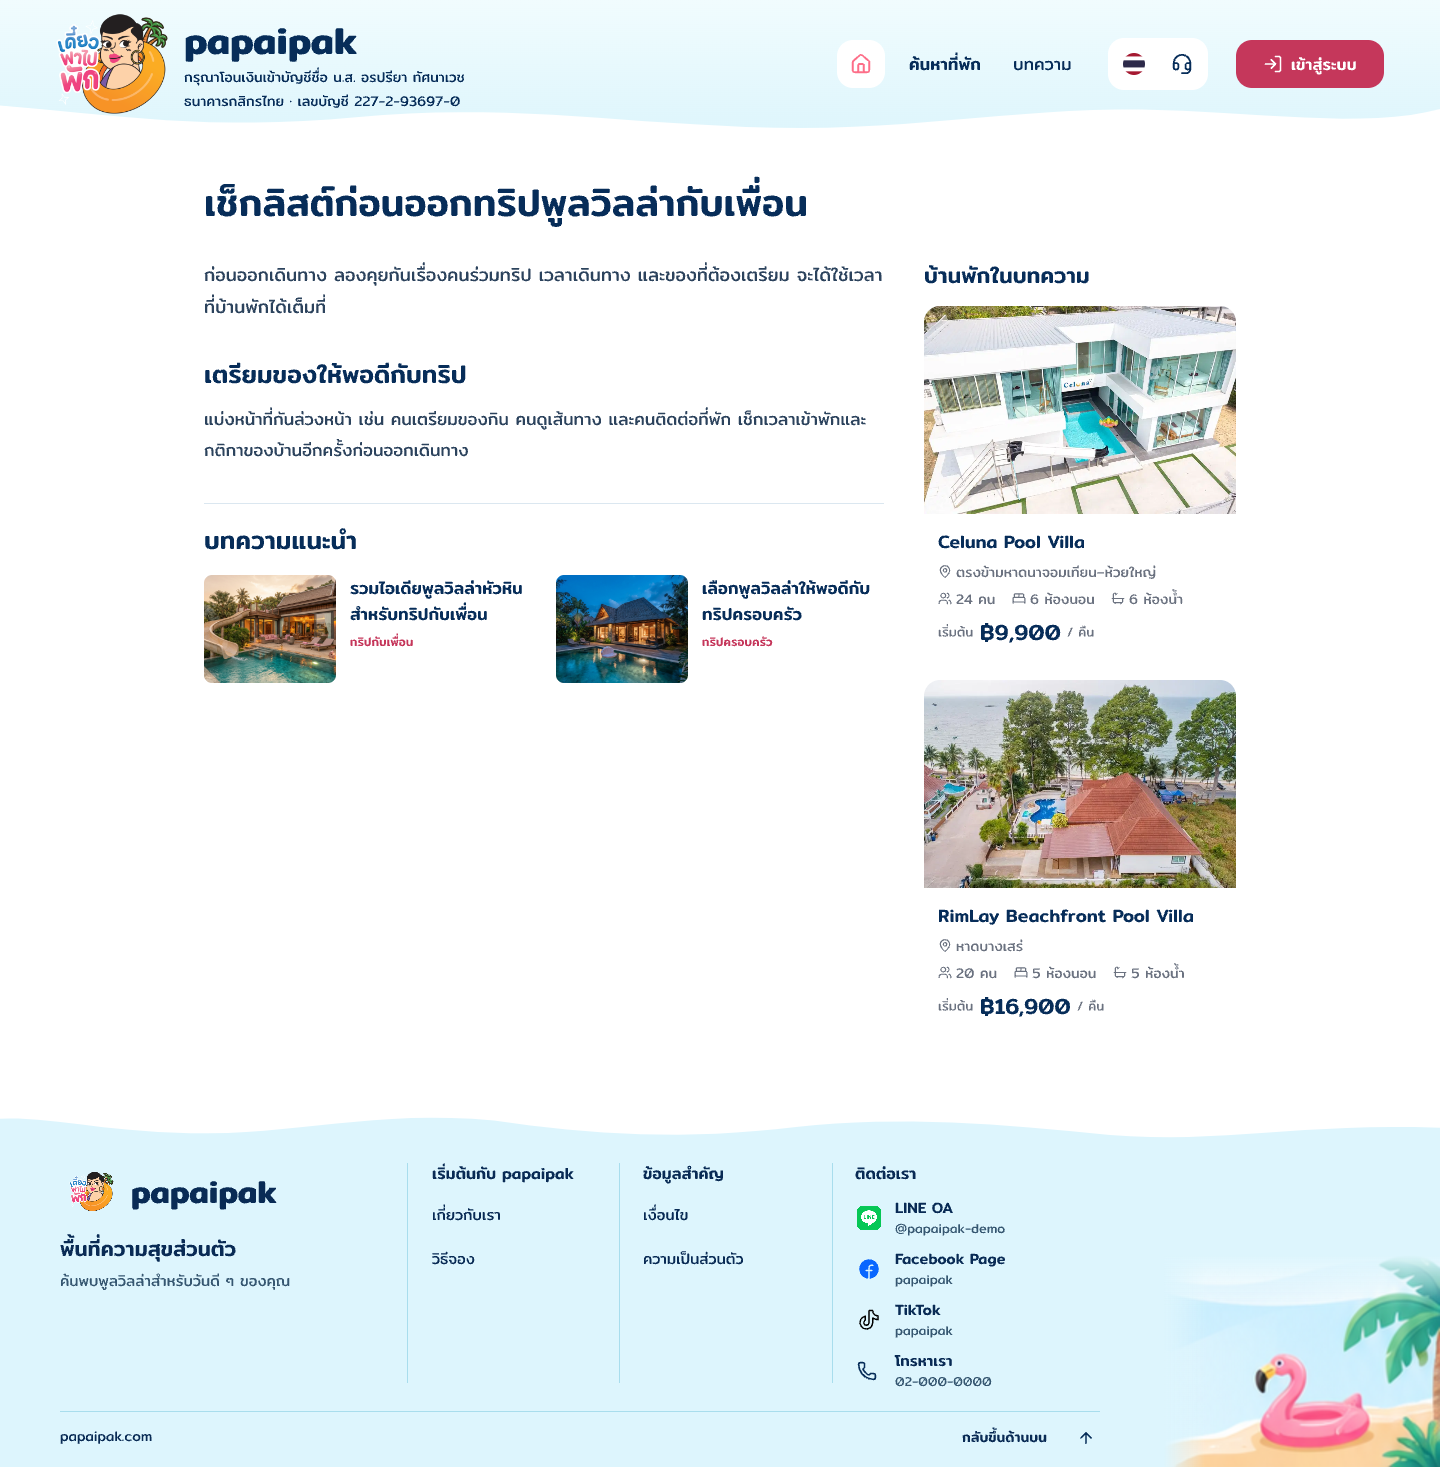 เดี๋ยว
พาไป
พัก
papaipak
กรุณาโอนเงินเข้าบัญชีชื่อ น.ส. อรปรียา ทัศนาเวช
ธนาคารกสิกรไทย · เลขบัญชี 227-2-93697-0
ค้นหาที่พัก
บทความ
เข้าสู่ระบบ
เช็กลิสต์ก่อนออกทริปพูลวิลล่ากับเพื่อน
ก่อนออกเดินทาง ลองคุยกันเรื่องคนร่วมทริป เวลาเดินทาง และของที่ต้องเตรียม จะได้ใช้เวลา
ที่บ้านพักได้เต็มที่
เตรียมของให้พอดีกับทริป
แบ่งหน้าที่กันล่วงหน้า เช่น คนเตรียมของกิน คนดูเส้นทาง และคนติดต่อที่พัก เช็กเวลาเข้าพักและ
กติกาของบ้านอีกครั้งก่อนออกเดินทาง
บทความแนะนำ
รวมไอเดียพูลวิลล่าหัวหิน
สำหรับทริปกับเพื่อน
ทริปกับเพื่อน
เลือกพูลวิลล่าให้พอดีกับ
ทริปครอบครัว
ทริปครอบครัว
บ้านพักในบทความ
Celuna
Celuna Pool Villa
ตรงข้ามหาดนาจอมเทียน–ห้วยใหญ่
24 คน 6 ห้องนอน 6 ห้องน้ำ
เริ่มต้น ฿9,900 / คืน
RimLay Beachfront Pool Villa
หาดบางเสร่
20 คน 5 ห้องนอน 5 ห้องน้ำ
เริ่มต้น ฿16,900 / คืน
เดี๋ยว
พาไป
พัก
papaipak
พื้นที่ความสุขส่วนตัว
ค้นพบพูลวิลล่าสำหรับวันดี ๆ ของคุณ
เริ่มต้นกับ papaipak
เกี่ยวกับเรา
วิธีจอง
ข้อมูลสำคัญ
เงื่อนไข
ความเป็นส่วนตัว
ติดต่อเรา
LINE
LINE OA
@papaipak-demo
Facebook Page
papaipak
TikTok
papaipak
โทรหาเรา
02-000-0000
papaipak.com
กลับขึ้นด้านบน